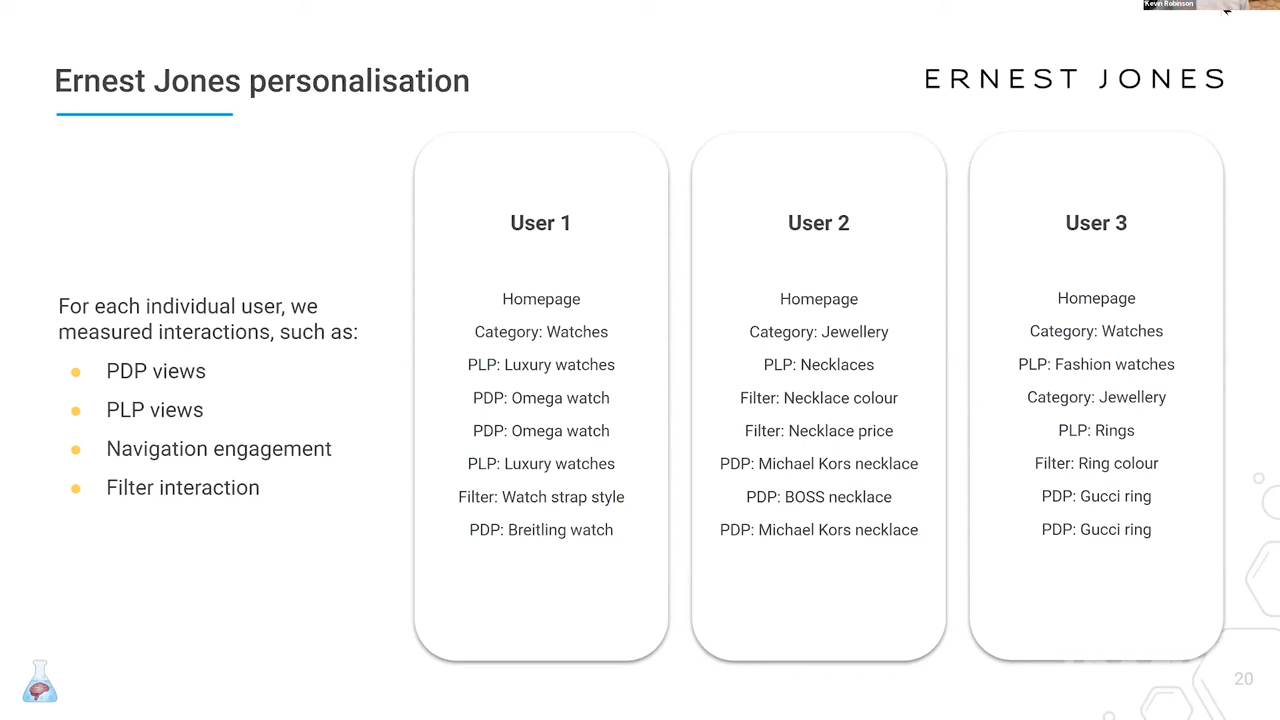 Kevin Robinson
Ernest Jones personalisation
ERNEST JONES
For each individual user, we
measured interactions, such as:
PDP views
PLP views
Navigation engagement
Filter interaction
User 1
Homepage
Category: Watches
PLP: Luxury watches
PDP: Omega watch
PDP: Omega watch
PLP: Luxury watches
Filter: Watch strap style
PDP: Breitling watch
User 2
Homepage
Category: Jewellery
PLP: Necklaces
Filter: Necklace colour
Filter: Necklace price
PDP: Michael Kors necklace
PDP: BOSS necklace
PDP: Michael Kors necklace
User 3
Homepage
Category: Watches
PLP: Fashion watches
Category: Jewellery
PLP: Rings
Filter: Ring colour
PDP: Gucci ring
PDP: Gucci ring
20